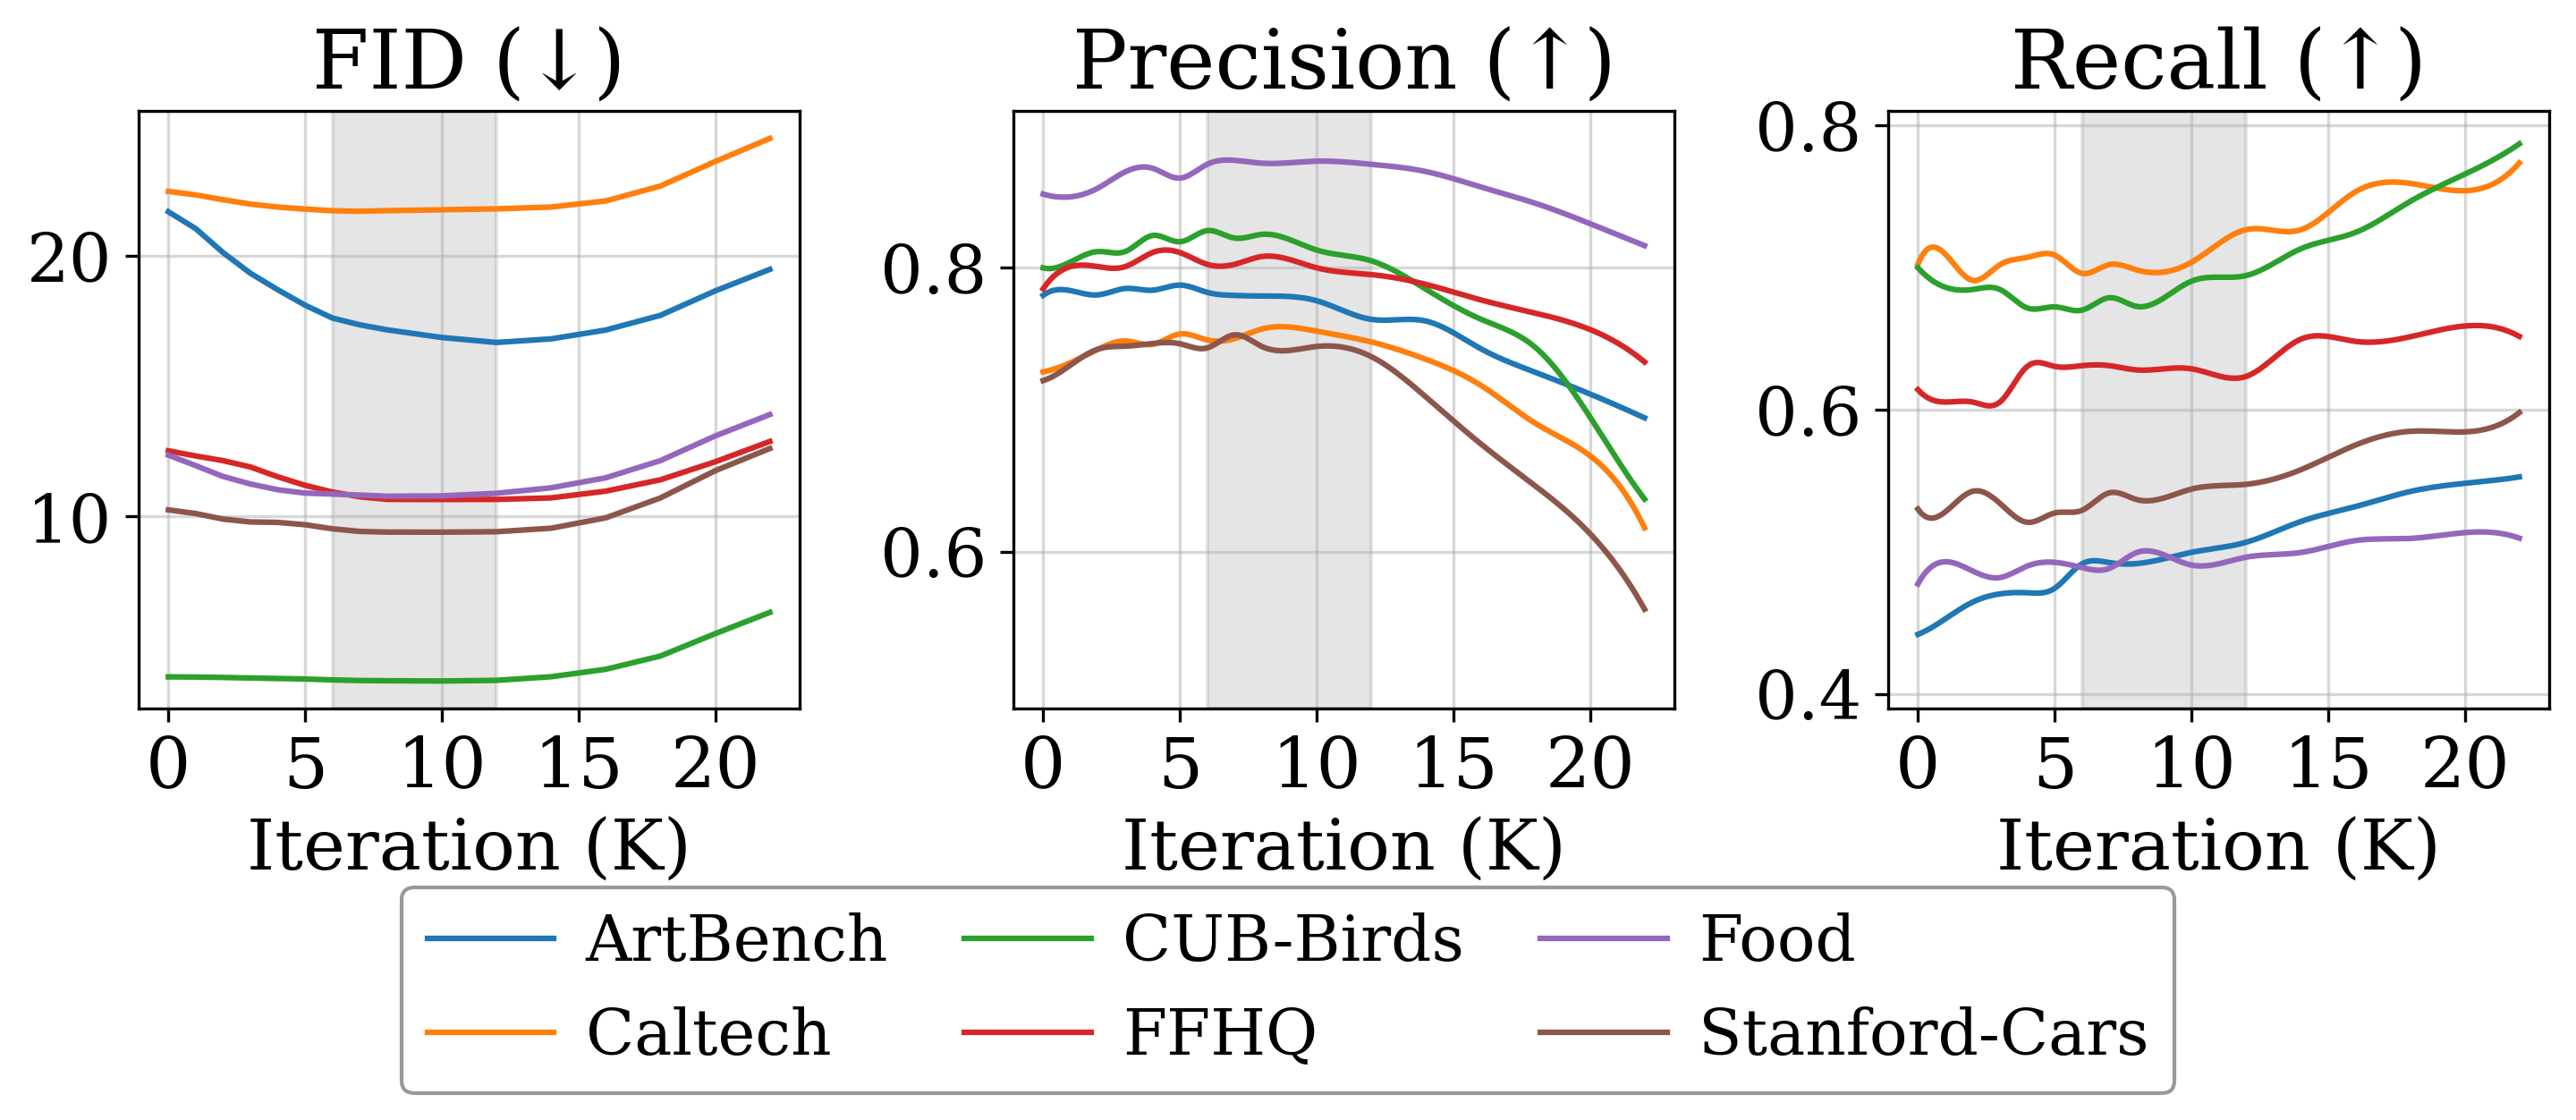 FID (↓)
Precision (↑)
Recall (↑)
20
10
0 5 10 15 20
Iteration (K)
0.8
0.6
0 5 10 15 20
Iteration (K)
0.8
0.6
0.4
0 5 10 15 20
Iteration (K)
ArtBench
CUB-Birds
Food
Caltech
FFHQ
Stanford-Cars